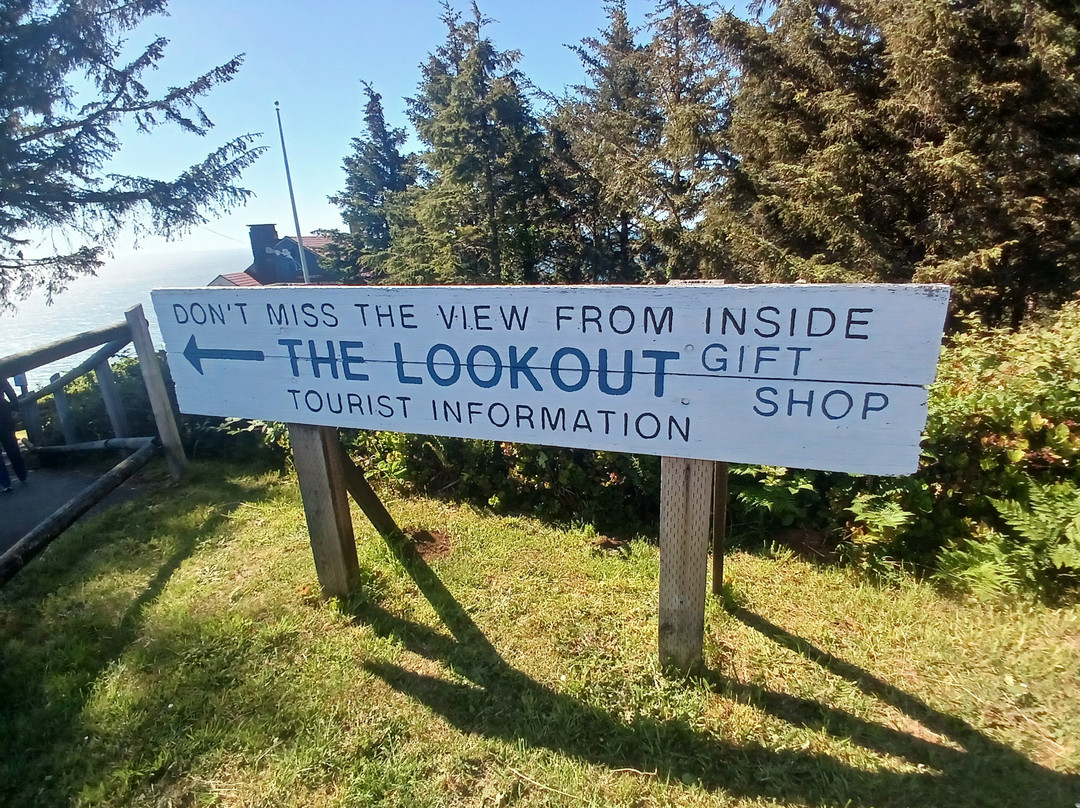 DON'T MISS THE VIEW FROM INSIDE
THE LOOKOUT GIFT
SHOP
TOURIST INFORMATION